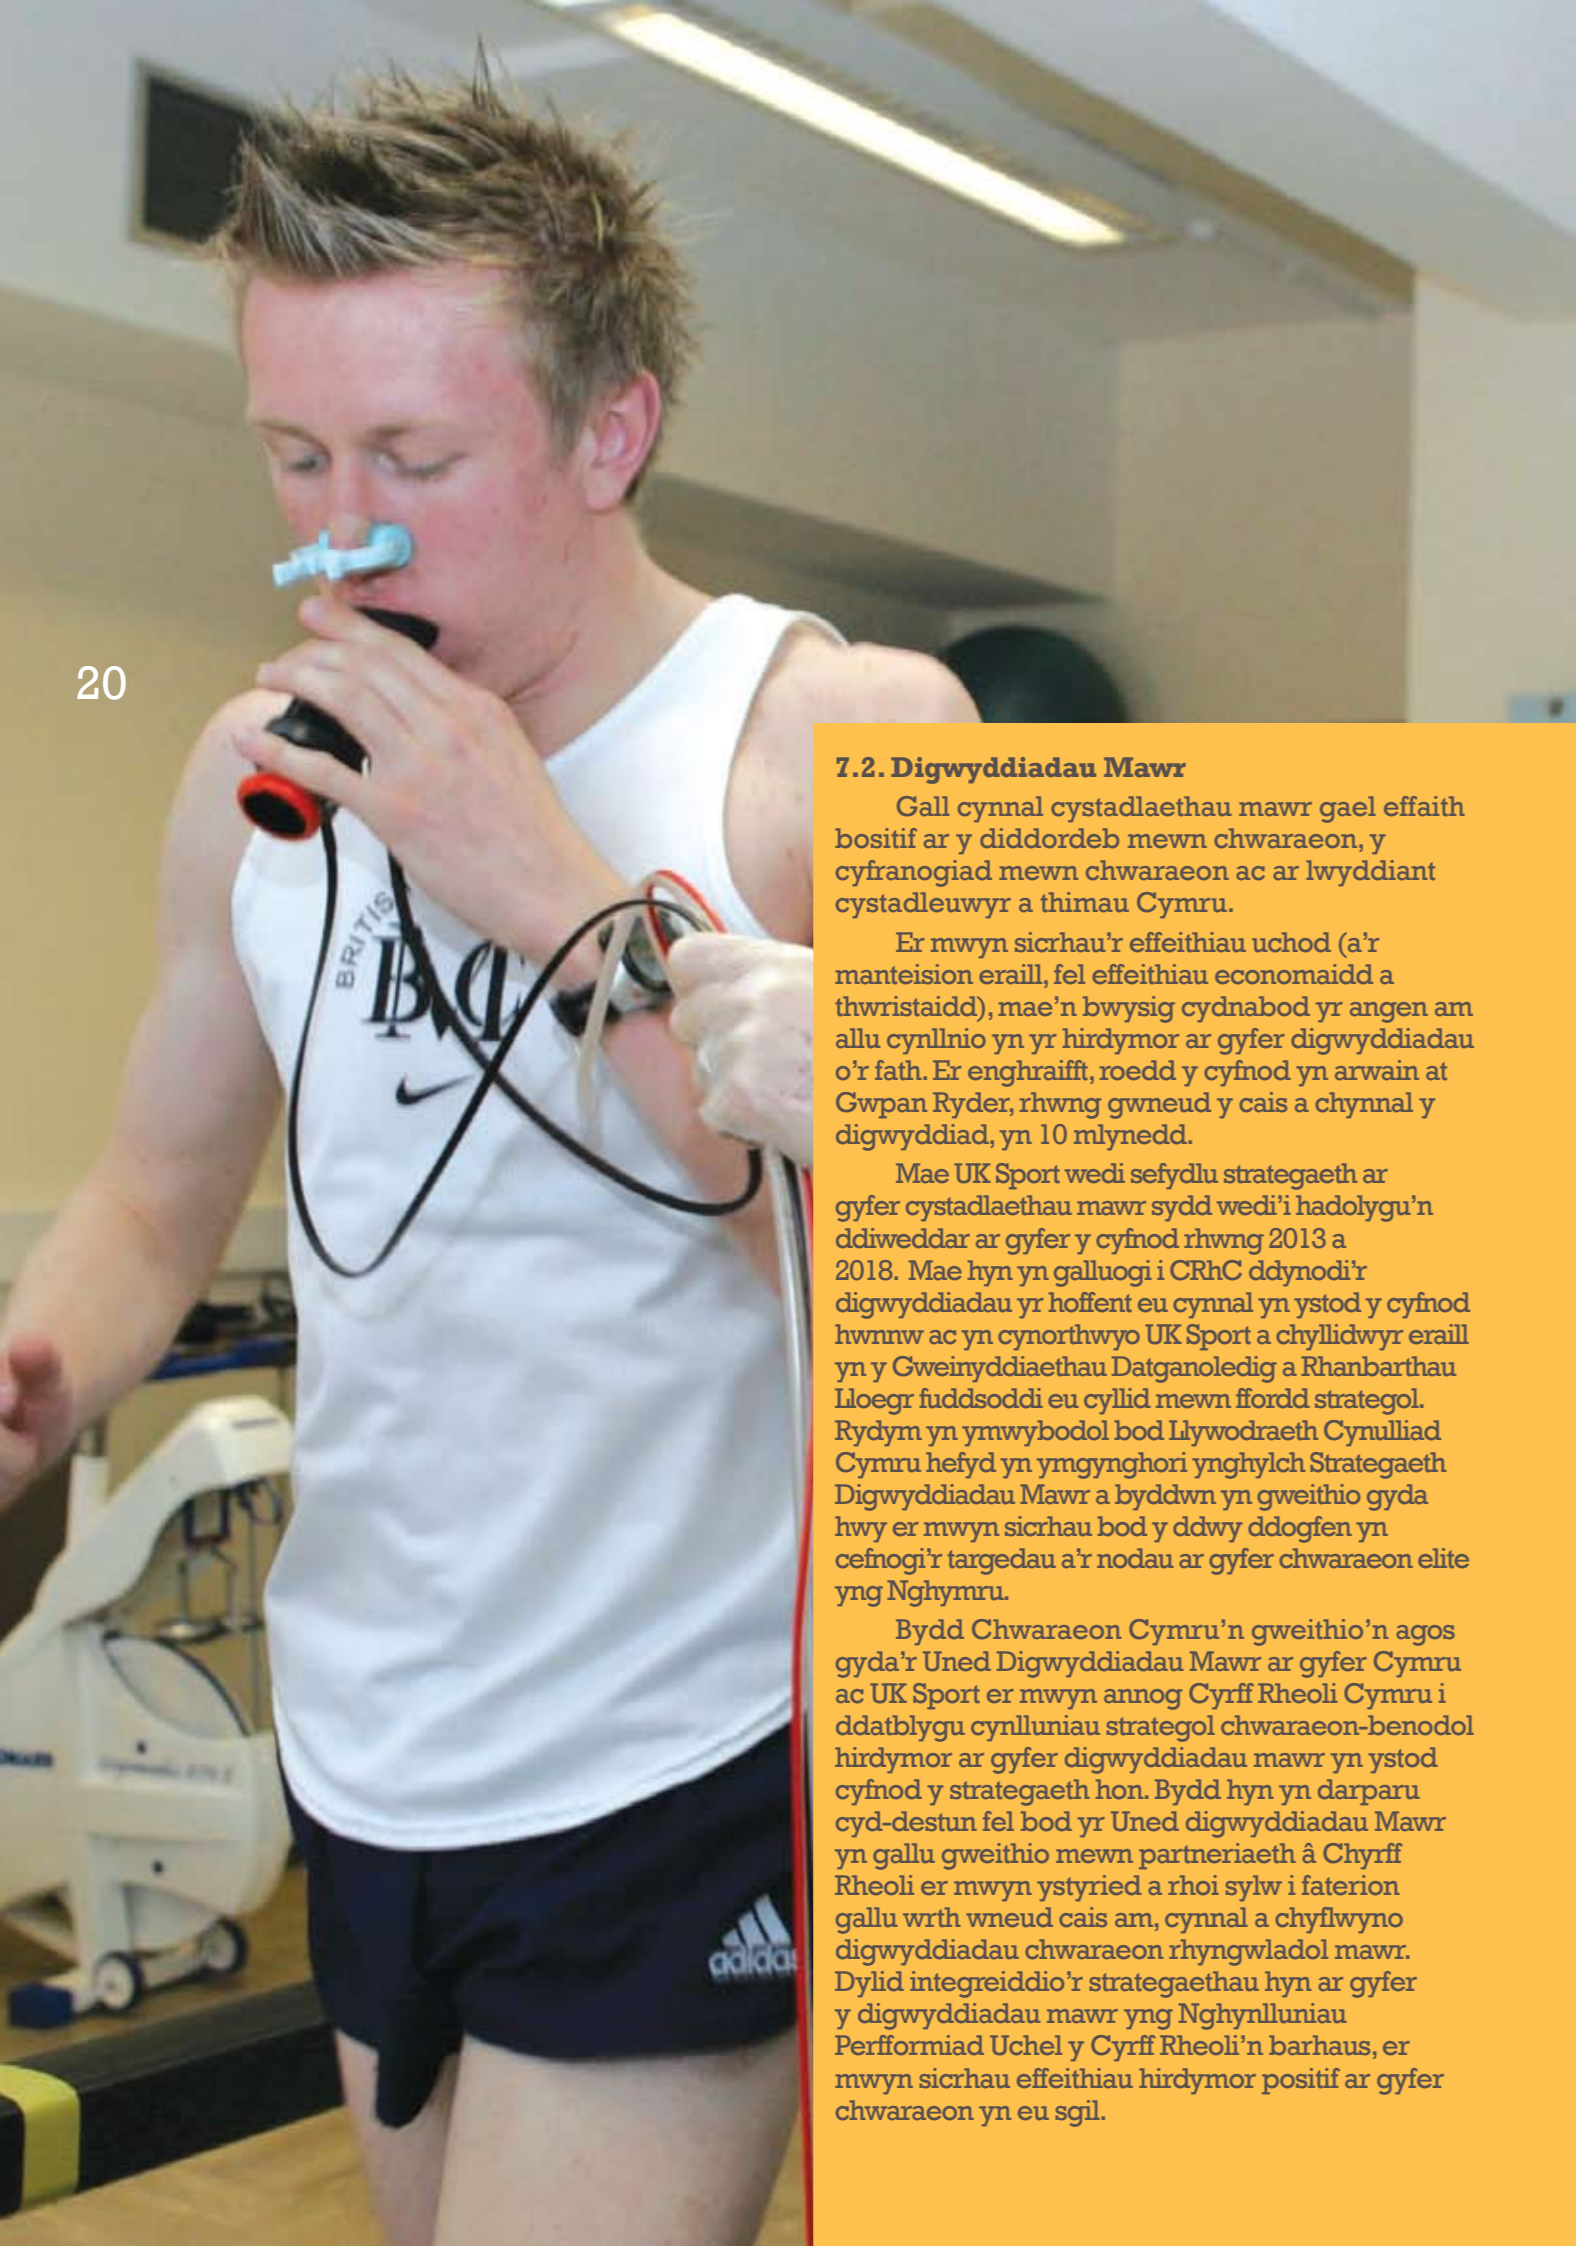 20
BRITIS
BMC
adidas
7.2. Digwyddiadau Mawr
Gall cynnal cystadlaethau mawr gael effaith
bositif ar y diddordeb mewn chwaraeon, y
cyfranogiad mewn chwaraeon ac ar lwyddiant
cystadleuwyr a thimau Cymru.
Er mwyn sicrhau’r effeithiau uchod (a’r
manteision eraill, fel effeithiau economaidd a
thwristaidd), mae’n bwysig cydnabod yr angen am
allu cynllnio yn yr hirdymor ar gyfer digwyddiadau
o’r fath. Er enghraifft, roedd y cyfnod yn arwain at
Gwpan Ryder, rhwng gwneud y cais a chynnal y
digwyddiad, yn 10 mlynedd.
Mae UK Sport wedi sefydlu strategaeth ar
gyfer cystadlaethau mawr sydd wedi’i hadolygu’n
ddiweddar ar gyfer y cyfnod rhwng 2013 a
2018. Mae hyn yn galluogi i CRhC ddynodi’r
digwyddiadau yr hoffent eu cynnal yn ystod y cyfnod
hwnnw ac yn cynorthwyo UK Sport a chyllidwyr eraill
yn y Gweinyddiaethau Datganoledig a Rhanbarthau
Lloegr fuddsoddi eu cyllid mewn ffordd strategol.
Rydym yn ymwybodol bod Llywodraeth Cynulliad
Cymru hefyd yn ymgynghori ynghylch Strategaeth
Digwyddiadau Mawr a byddwn yn gweithio gyda
hwy er mwyn sicrhau bod y ddwy ddogfen yn
cefnogi’r targedau a’r nodau ar gyfer chwaraeon elite
yng Nghymru.
Bydd Chwaraeon Cymru’n gweithio’n agos
gyda’r Uned Digwyddiadau Mawr ar gyfer Cymru
ac UK Sport er mwyn annog Cyrff Rheoli Cymru i
ddatblygu cynlluniau strategol chwaraeon-benodol
hirdymor ar gyfer digwyddiadau mawr yn ystod
cyfnod y strategaeth hon. Bydd hyn yn darparu
cyd-destun fel bod yr Uned digwyddiadau Mawr
yn gallu gweithio mewn partneriaeth â Chyrff
Rheoli er mwyn ystyried a rhoi sylw i faterion
gallu wrth wneud cais am, cynnal a chyflwyno
digwyddiadau chwaraeon rhyngwladol mawr.
Dylid integreiddio’r strategaethau hyn ar gyfer
y digwyddiadau mawr yng Nghynlluniau
Perfformiad Uchel y Cyrff Rheoli’n barhaus, er
mwyn sicrhau effeithiau hirdymor positif ar gyfer
chwaraeon yn eu sgil.